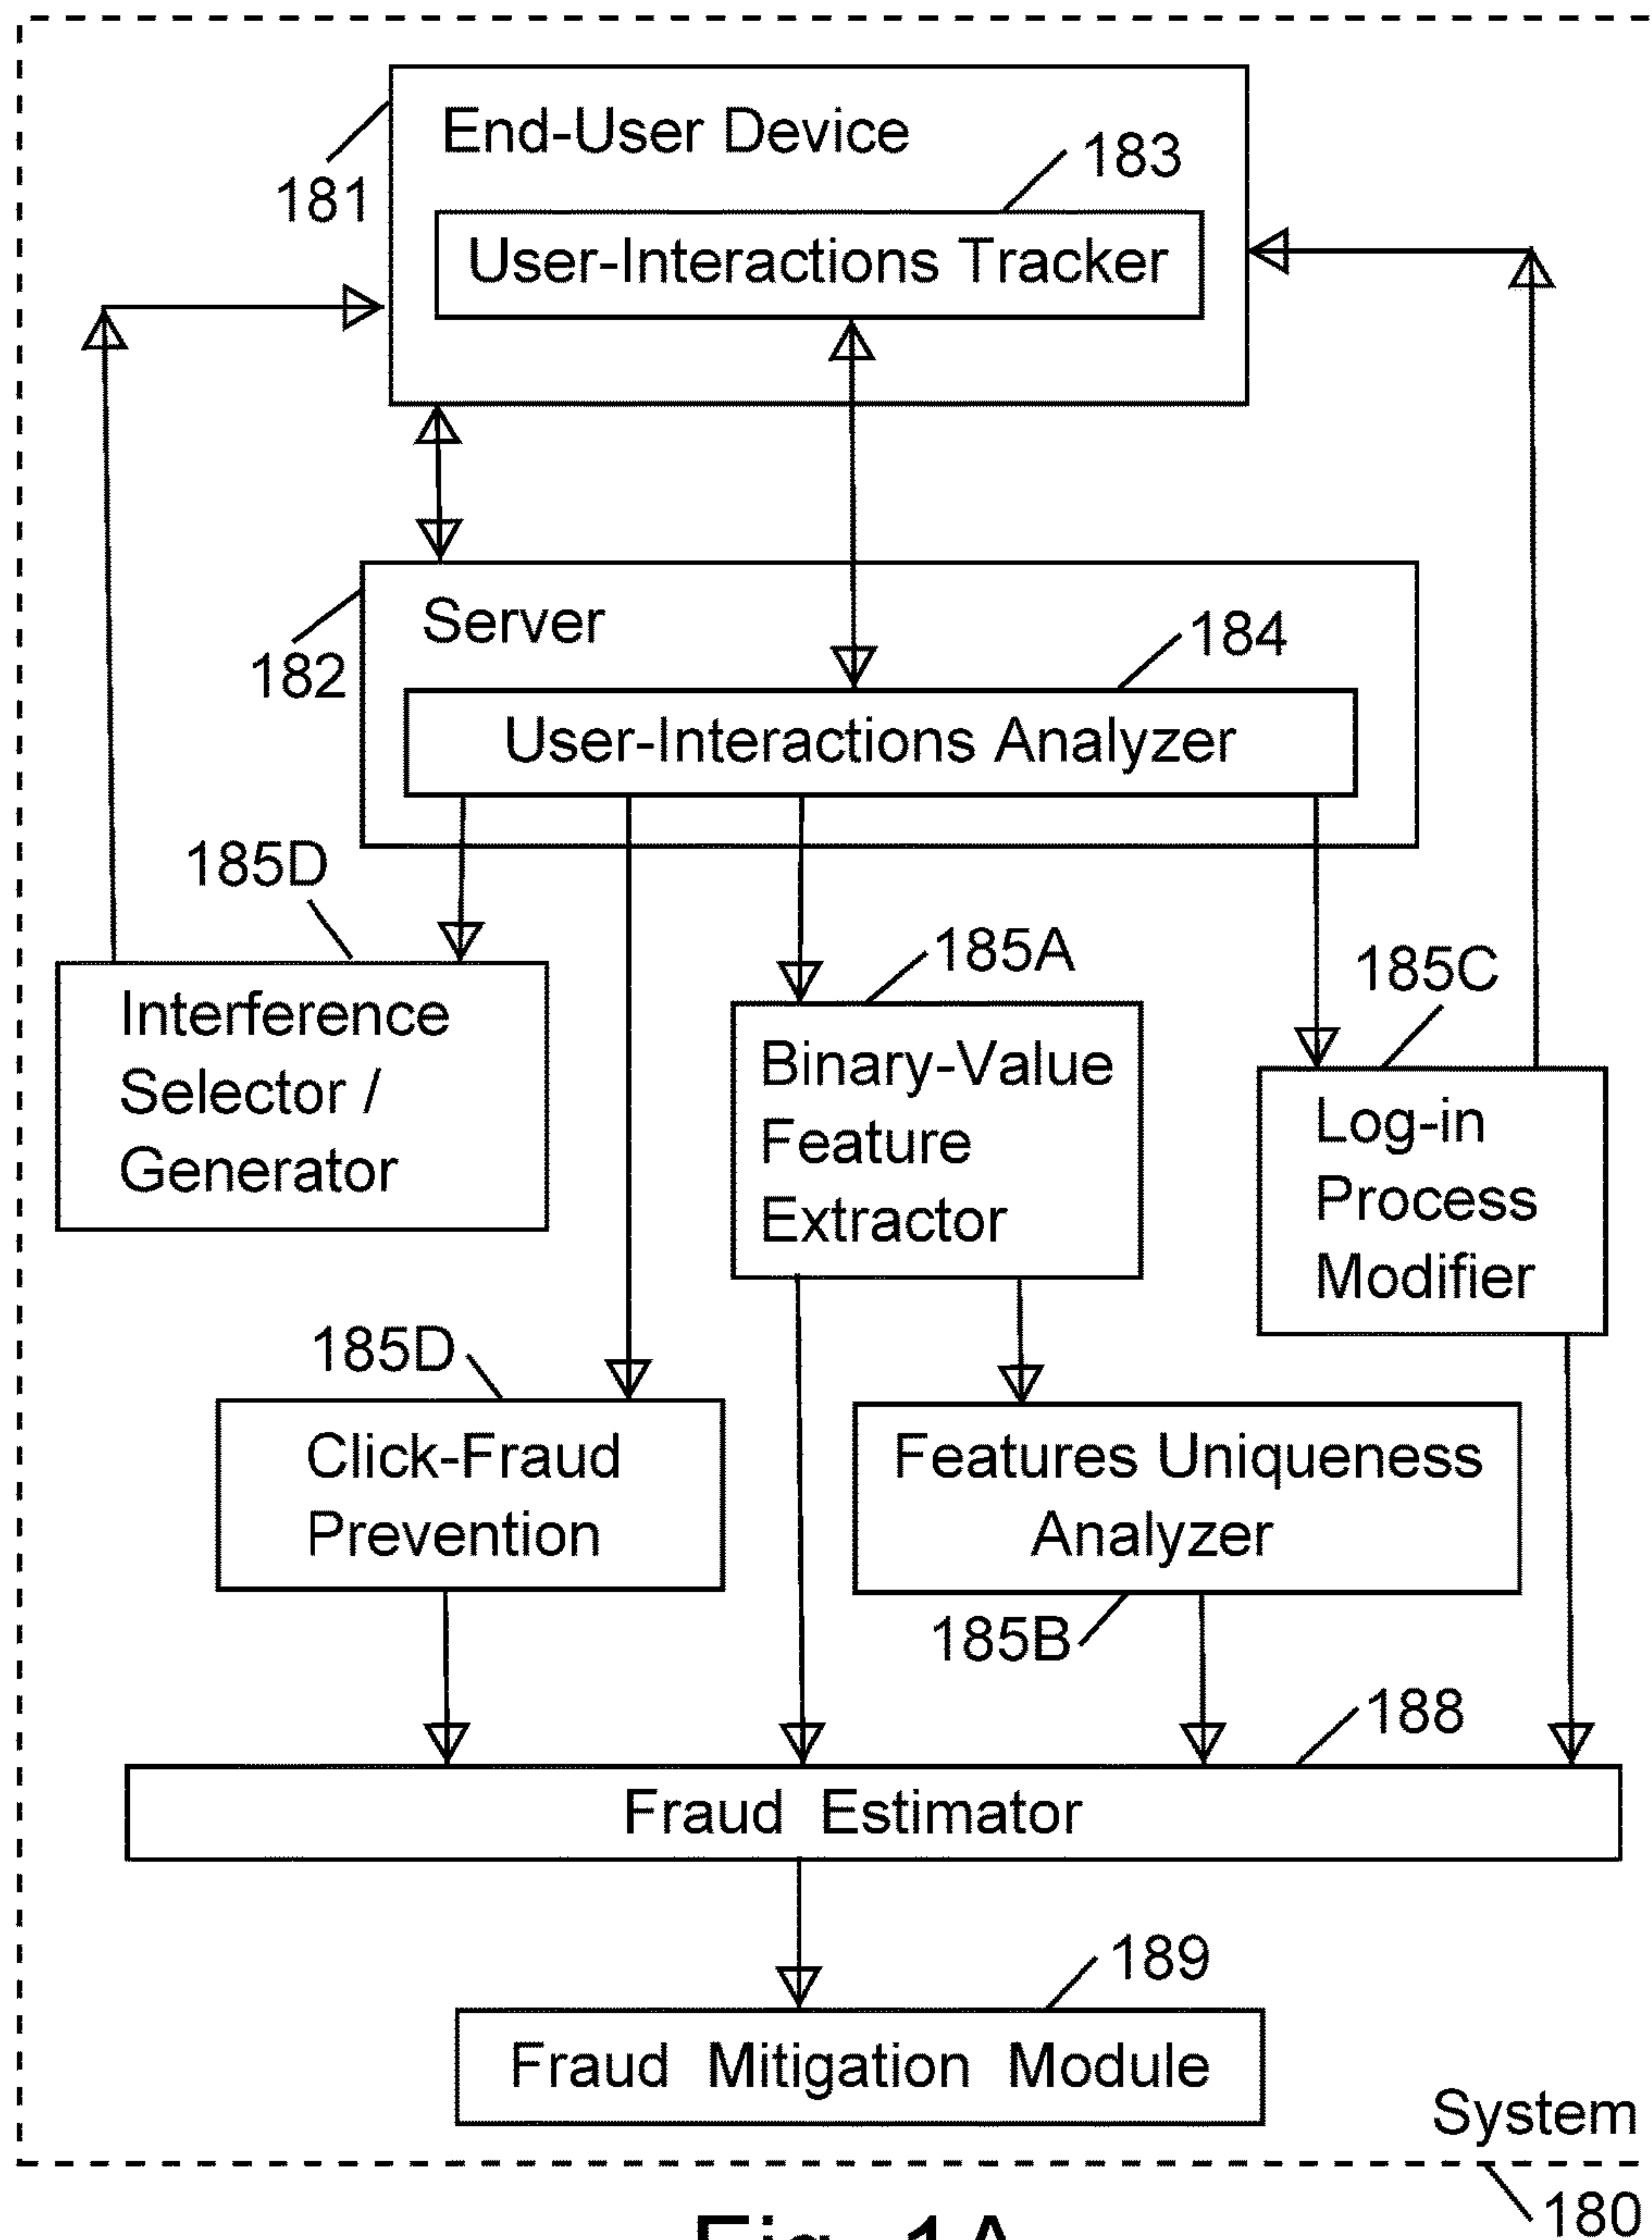 End-User Device
183
181
User-Interactions Tracker
Server
184
182
User-Interactions Analyzer
185D
185A
185C
Interference
Selector /
Generator
Binary-Value
Feature
Extractor
Log-in
Process
Modifier
185D
Click-Fraud
Prevention
Features Uniqueness
Analyzer
185B
188
Fraud Estimator
189
Fraud Mitigation Module
System
180
Fig. 1A